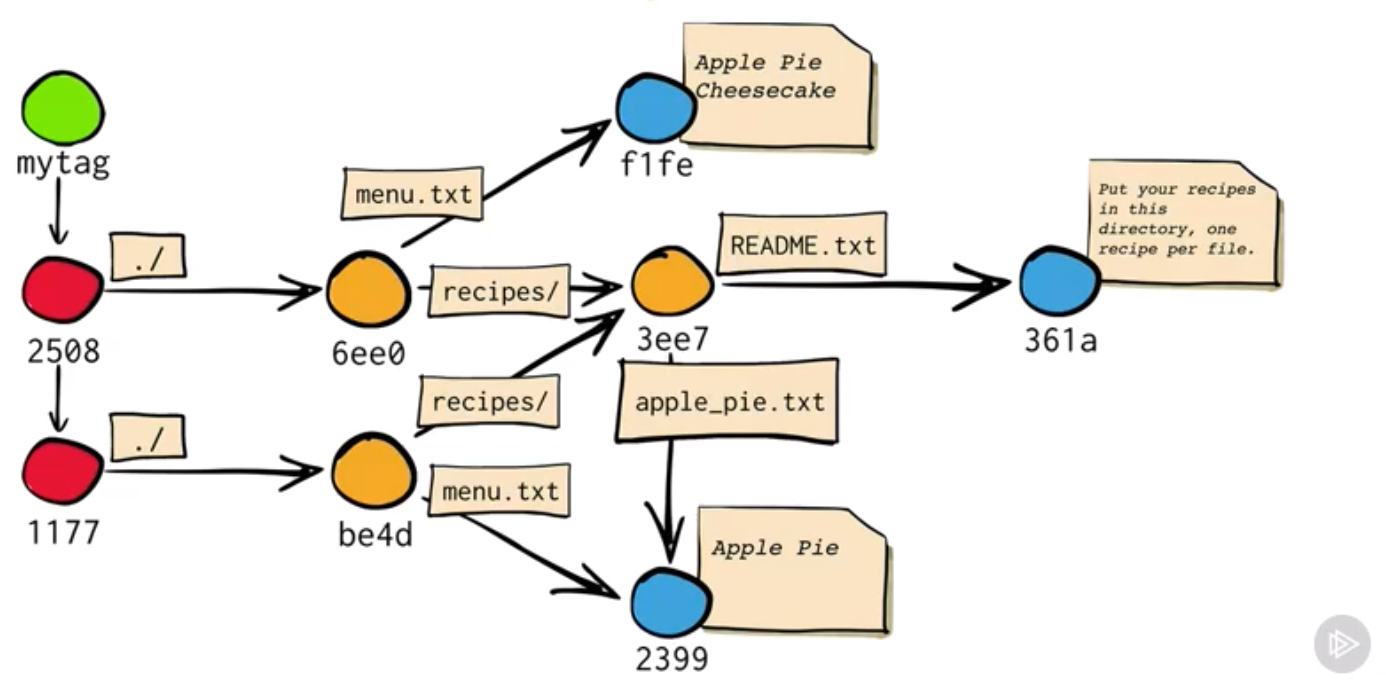 Apple Pie
Cheesecake
mytag
f1fe
menu.txt
Put your recipes
in this
directory, one
recipe per file.
./
README.txt
recipes/
2508
6ee0
3ee7
361a
recipes/
apple_pie.txt
./
menu.txt
1177
be4d
Apple Pie
2399